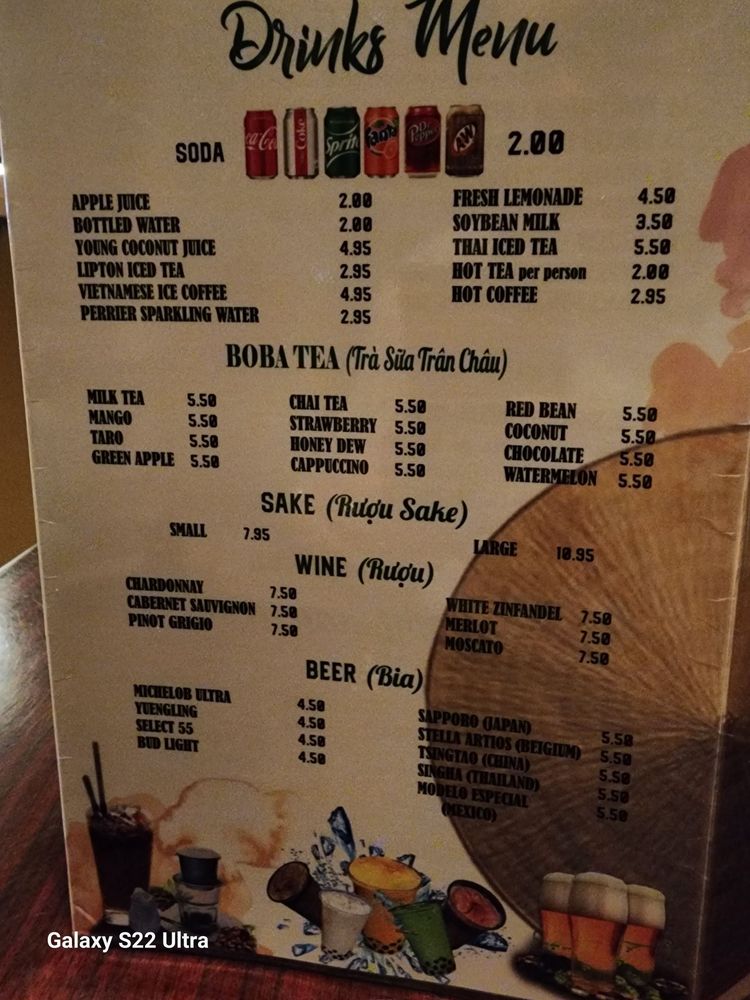 Drinks Menu
Coke
Sprite
Fanta
Dr Pepper
A&W
SODA 2.00
APPLE JUICE 2.00
BOTTLED WATER 2.00
YOUNG COCONUT JUICE 4.95
LIPTON ICED TEA 2.95
VIETNAMESE ICE COFFEE 4.95
PERRIER SPARKLING WATER 2.95
FRESH LEMONADE 4.50
SOYBEAN MILK 3.50
THAI ICED TEA 5.50
HOT TEA per person 2.00
HOT COFFEE 2.95
BOBA TEA (Trà Sữa Trân Châu)
MILK TEA 5.50
MANGO 5.50
TARO 5.50
GREEN APPLE 5.50
CHAI TEA 5.50
STRAWBERRY 5.50
HONEY DEW 5.50
CAPPUCCINO 5.50
RED BEAN 5.50
COCONUT 5.50
CHOCOLATE 5.50
WATERMELON 5.50
SAKE (Rượu Sake)
SMALL 7.95
LARGE 10.95
WINE (Rượu)
CHARDONNAY 7.50
CABERNET SAUVIGNON 7.50
PINOT GRIGIO 7.50
WHITE ZINFANDEL 7.50
MERLOT 7.50
MOSCATO 7.50
BEER (Bia)
MICHELOB ULTRA 4.50
YUENGLING 4.50
SELECT 55 4.50
BUD LIGHT 4.50
SAPPORO (JAPAN) 5.50
STELLA ARTIOS (BEIGIUM) 5.50
TSINGTAO (CHINA) 5.50
SINGHA (THAILAND) 5.50
MODELO ESPECIAL 5.50
(MEXICO)
Galaxy S22 Ultra